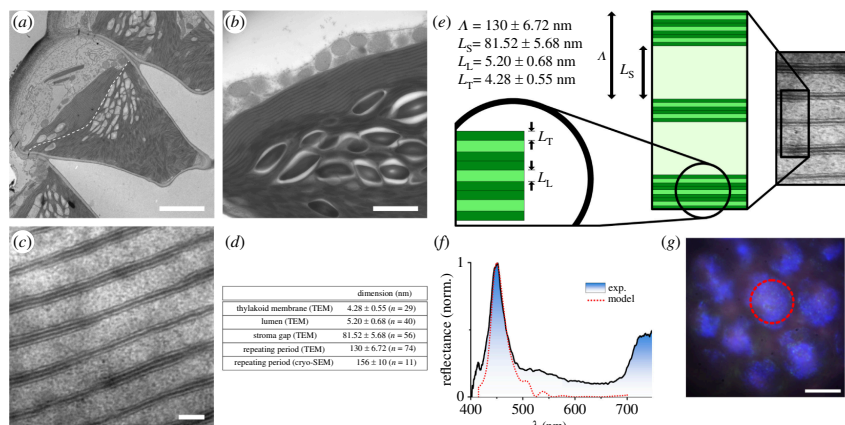 (a)
(b)
(e)
Λ = 130 ± 6.72 nm
L_S = 81.52 ± 5.68 nm
L_L = 5.20 ± 0.68 nm
L_T = 4.28 ± 0.55 nm
Λ
L_S
L_T
L_L
(c)
(d)
dimension (nm)
thylakoid membrane (TEM) 4.28 ± 0.55 (n = 29)
lumen (TEM) 5.20 ± 0.68 (n = 40)
stroma gap (TEM) 81.52 ± 5.68 (n = 56)
repeating period (TEM) 130 ± 6.72 (n = 74)
repeating period (cryo-SEM) 156 ± 10 (n = 11)
(f)
reflectance (norm.)
1
0
exp.
model
400 500 600 700
(g)